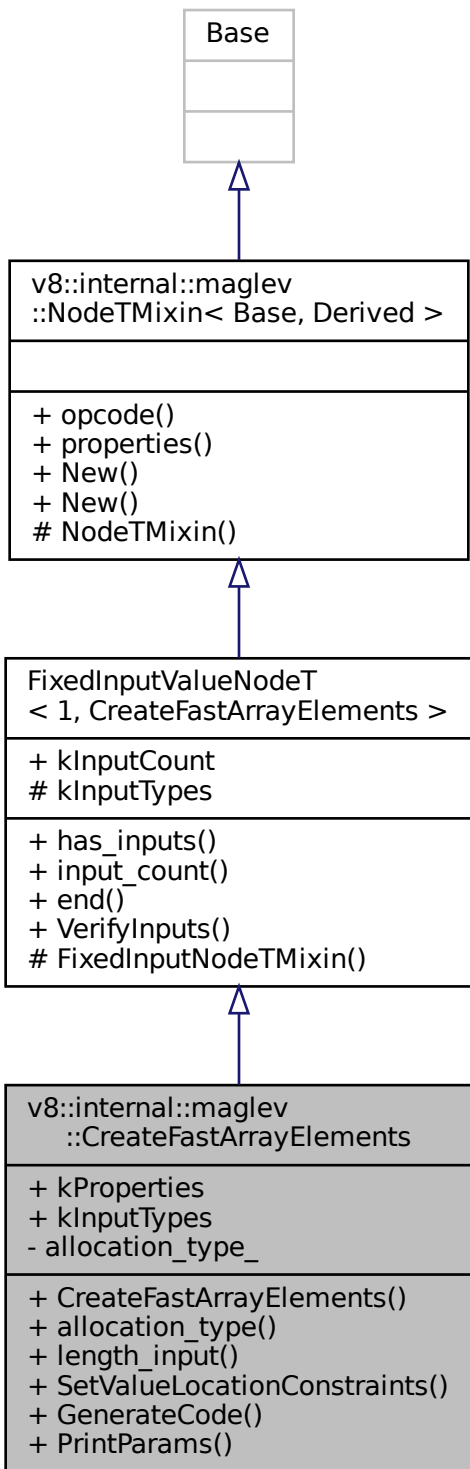 Base
v8::internal::maglev
::NodeTMixin< Base, Derived >
+ opcode()
+ properties()
+ New()
+ New()
# NodeTMixin()
FixedInputValueNodeT
< 1, CreateFastArrayElements >
+ kInputCount
# kInputTypes
+ has_inputs()
+ input_count()
+ end()
+ VerifyInputs()
# FixedInputNodeTMixin()
v8::internal::maglev
::CreateFastArrayElements
+ kProperties
+ kInputTypes
- allocation_type_
+ CreateFastArrayElements()
+ allocation_type()
+ length_input()
+ SetValueLocationConstraints()
+ GenerateCode()
+ PrintParams()